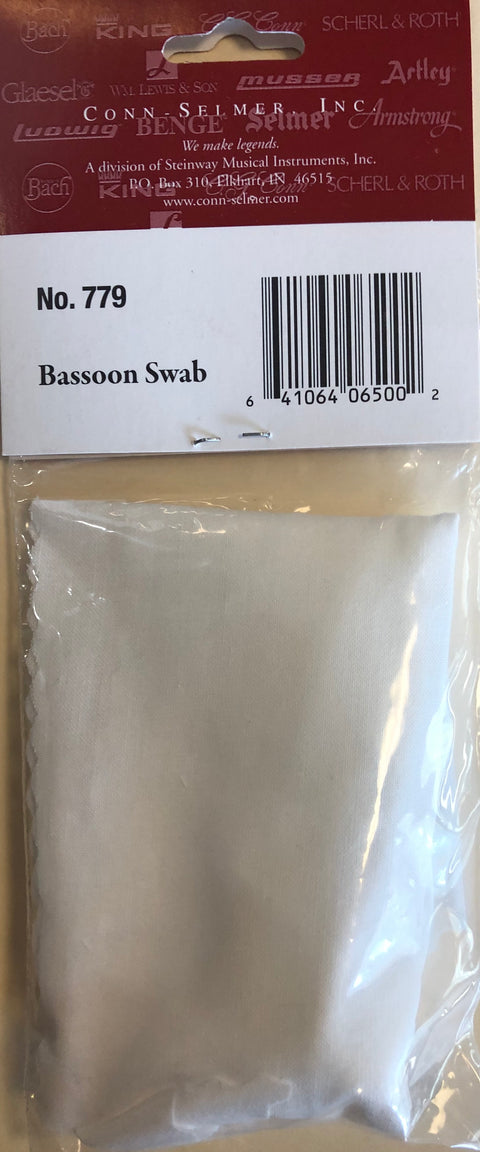 Bach KING C.G. Conn SCHERL & ROTH
Glaesel WM. LEWIS & SON musser Artley
CONN-SELMER, INC.
Ludwig BENGE Selmer Armstrong
We make legends.
A division of Steinway Musical Instruments, Inc.
P.O. Box 310, Elkhart, IN 46515
Bach KING C.G. Conn SCHERL & ROTH
www.conn-selmer.com
No. 779
Bassoon Swab
6 41064 06500 2